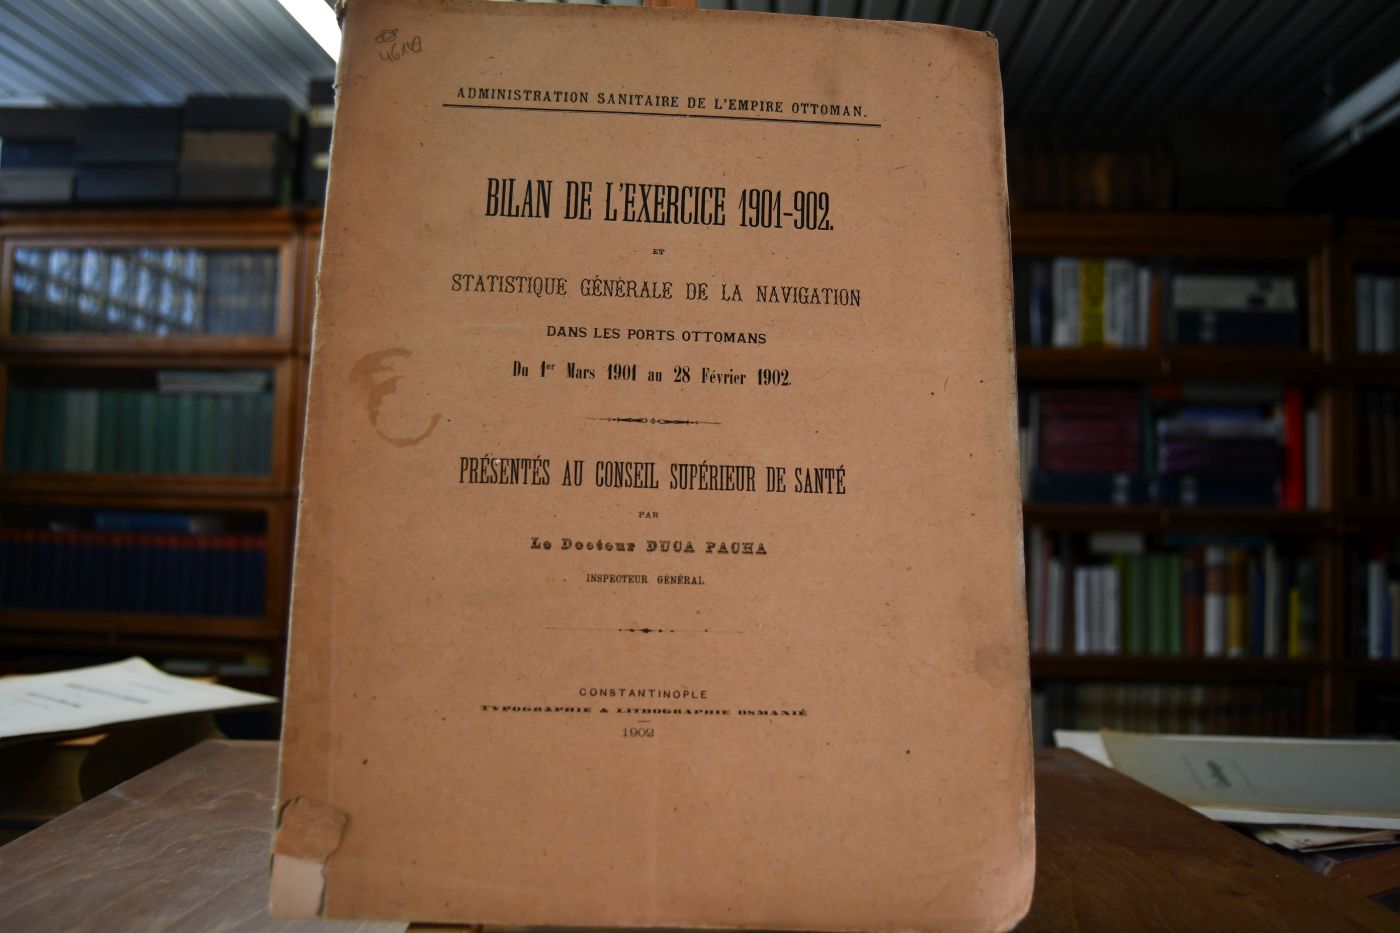 46148
ADMINISTRATION SANITAIRE DE L'EMPIRE OTTOMAN.
BILAN DE L'EXERCICE 1901-902.
ET
STATISTIQUE GÉNÉRALE DE LA NAVIGATION
DANS LES PORTS OTTOMANS
Du 1er Mars 1901 au 28 Février 1902.
PRÉSENTÉS AU CONSEIL SUPÉRIEUR DE SANTÉ
PAR
Le Docteur DUCA PACHA
INSPECTEUR GÉNÉRAL.
CONSTANTINOPLE
TYPOGRAPHIE & LITHOGRAPHIE OSMANIÉ
1902